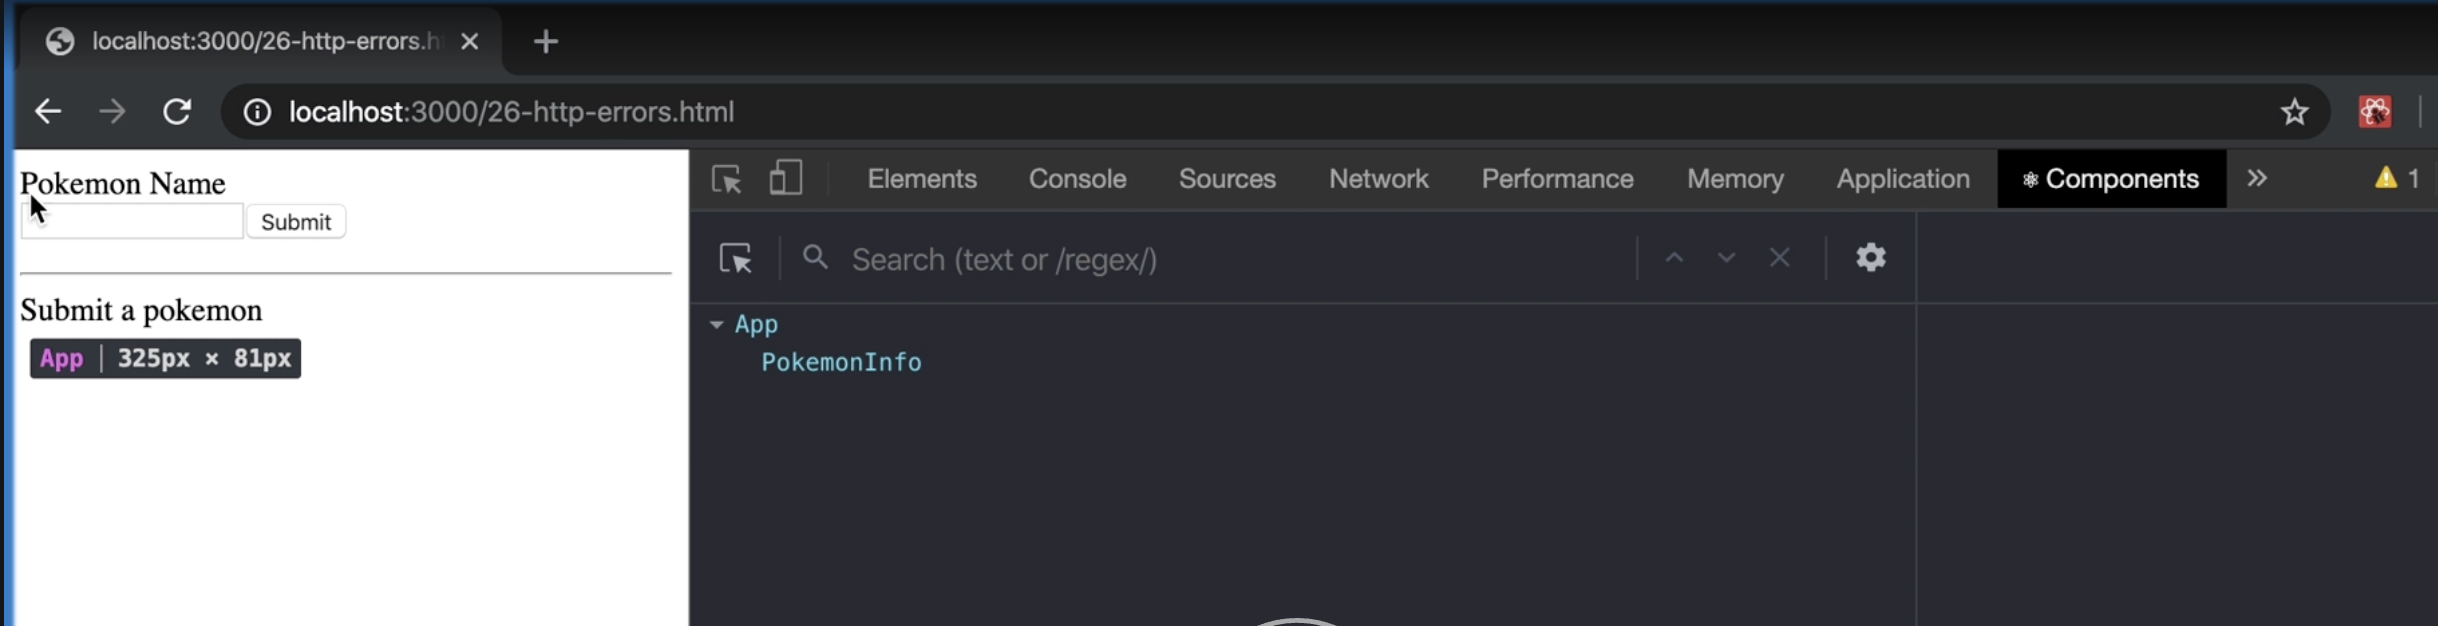 localhost:3000/26-http-errors.h
localhost:3000/26-http-errors.html
Pokemon Name
Submit
Submit a pokemon
App | 325px × 81px
Elements Console Sources Network Performance Memory Application Components 1
Search (text or /regex/)
App
PokemonInfo